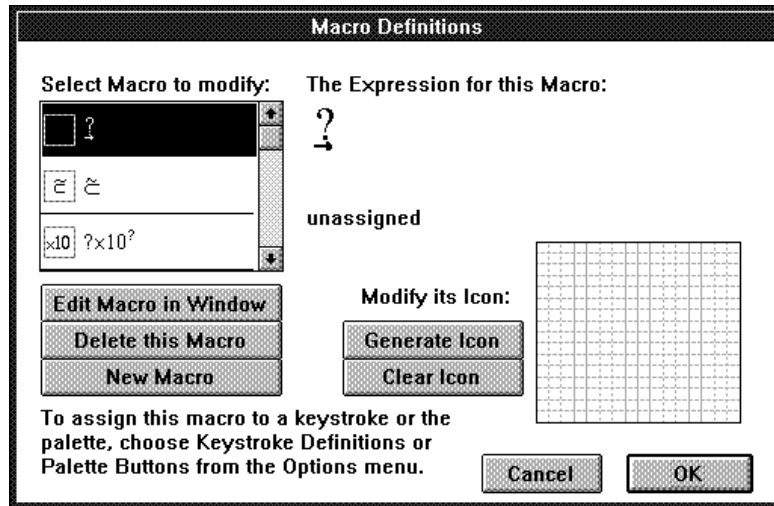 Macro Definitions
Select Macro to modify:
The Expression for this Macro:
?
?
c̃ c̃
×10 ?×10?
unassigned
Edit Macro in Window
Delete this Macro
New Macro
Modify its Icon:
Generate Icon
Clear Icon
To assign this macro to a keystroke or the
palette, choose Keystroke Definitions or
Palette Buttons from the Options menu.
Cancel
OK